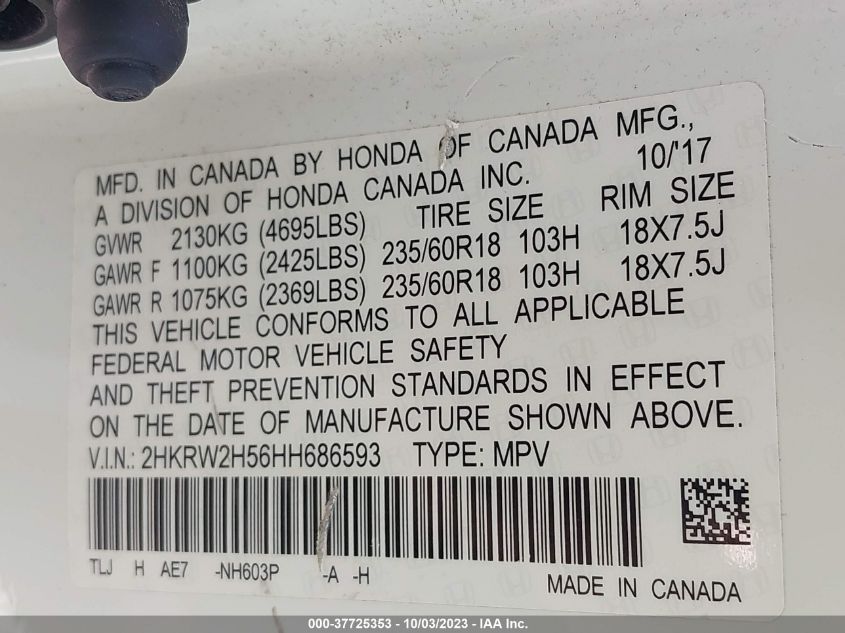 MFD. IN CANADA BY HONDA OF CANADA MFG.,
A DIVISION OF HONDA CANADA INC. 10/'17
GVWR 2130KG (4695LBS) TIRE SIZE RIM SIZE
GAWR F 1100KG (2425LBS) 235/60R18 103H 18X7.5J
GAWR R 1075KG (2369LBS) 235/60R18 103H 18X7.5J
THIS VEHICLE CONFORMS TO ALL APPLICABLE
FEDERAL MOTOR VEHICLE SAFETY
AND THEFT PREVENTION STANDARDS IN EFFECT
ON THE DATE OF MANUFACTURE SHOWN ABOVE.
V.I.N.: 2HKRW2H56HH686593 TYPE: MPV
TLJ H AE7 -NH603P -A -H
MADE IN CANADA
000-37725353 - 10/03/2023 - IAA Inc.